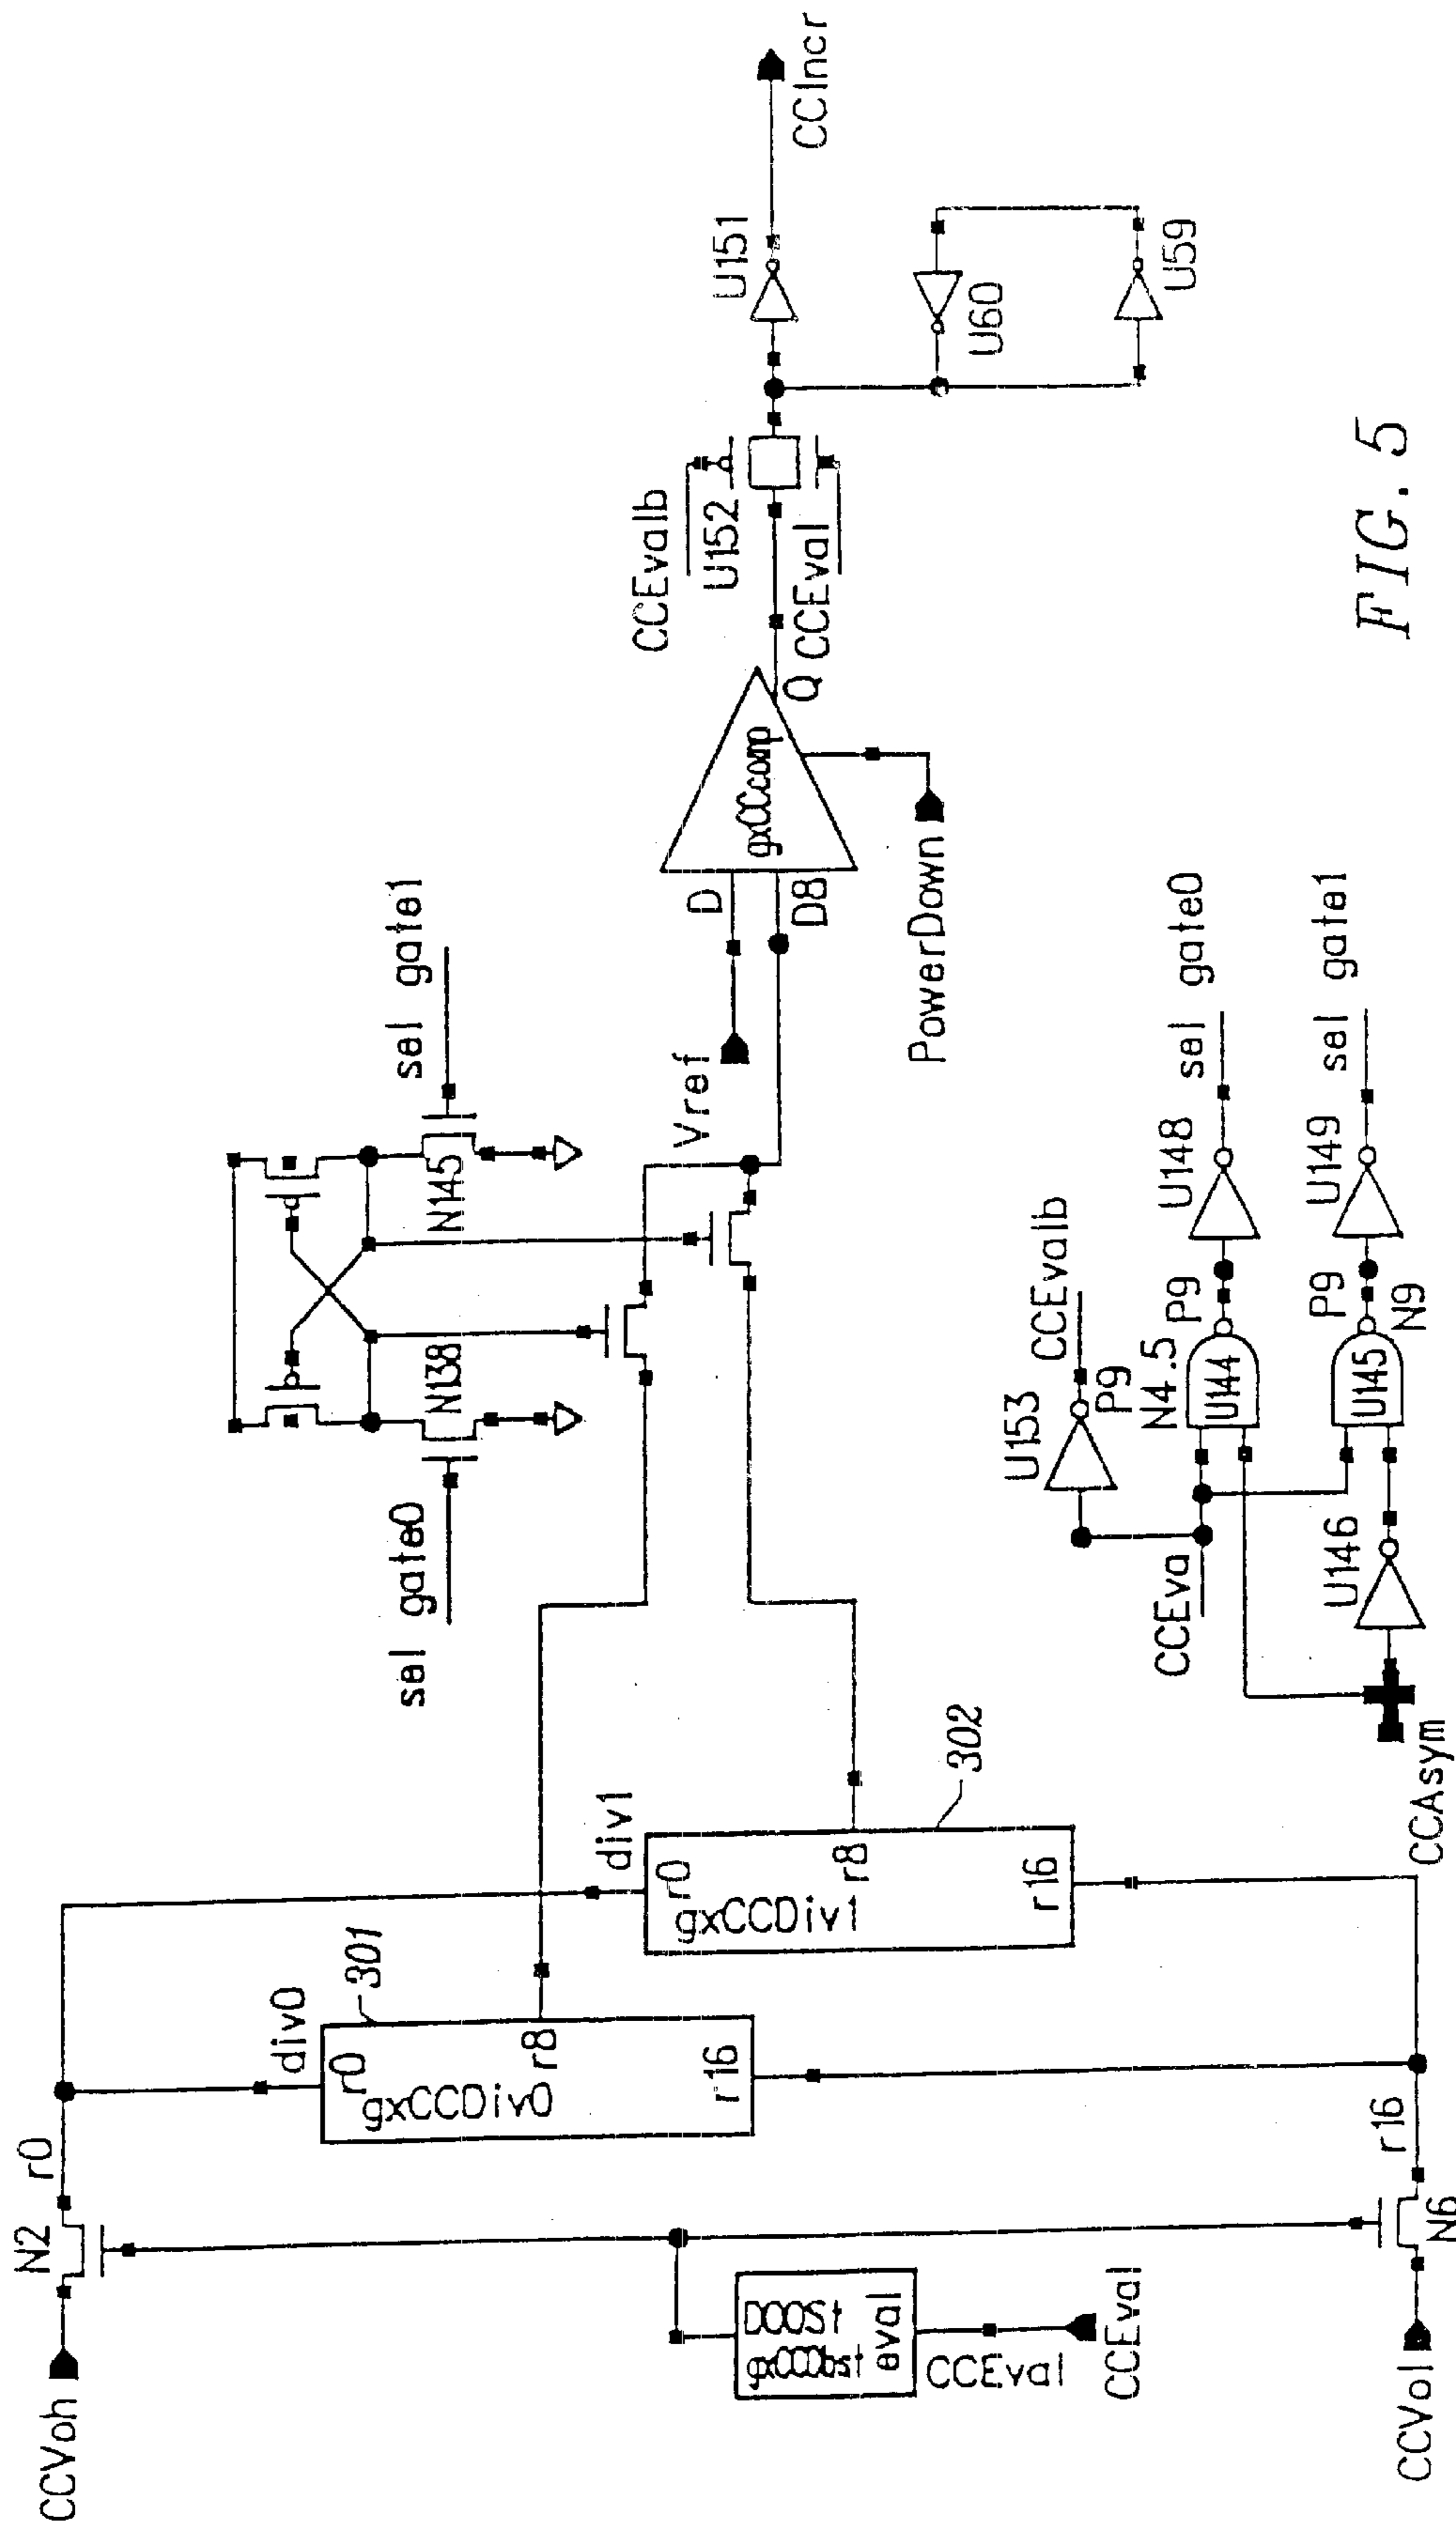 CCVoh
N2
r0
div0
301
r0
gxCCDiv0
r8
r16
div1
r0
gxCCDiv1
r8
r16
302
gxCCObst
eval
CCEval
CCEval
CCVol
N6
r16
sel gate0
N138
N145
sel gate1
Vref
D
D8
gxCCcomp
Q
PowerDown
CCEvalb
U152
CCEval
U151
CCIncr
U60
U59
CCEva
U153
CCEvalb
P9
N4.5
U144
P9
U148
sel gate0
CCAsym
U146
U145
P9
N9
U149
sel gate1
FIG. 5